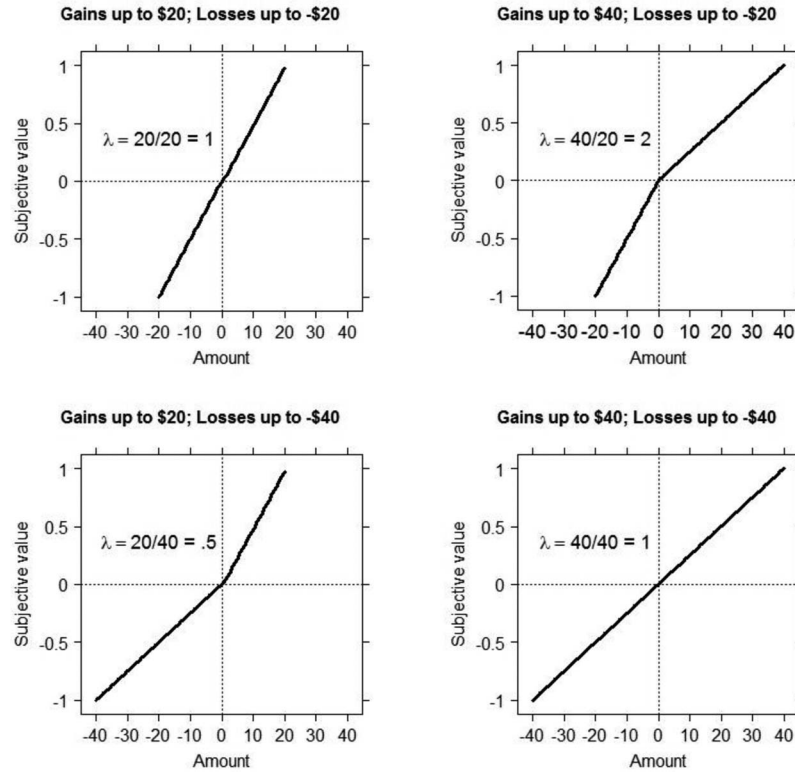 Gains up to $20; Losses up to -$20
1
0.5
0
-0.5
-1
Subjective value
λ = 20/20 = 1
-40 -30 -20 -10 0 10 20 30 40
Amount
Gains up to $40; Losses up to -$20
1
0.5
0
-0.5
-1
Subjective value
λ = 40/20 = 2
-40 -30 -20 -10 0 10 20 30 40
Amount
Gains up to $20; Losses up to -$40
1
0.5
0
-0.5
-1
Subjective value
λ = 20/40 = .5
-40 -30 -20 -10 0 10 20 30 40
Amount
Gains up to $40; Losses up to -$40
1
0.5
0
-0.5
-1
Subjective value
λ = 40/40 = 1
-40 -30 -20 -10 0 10 20 30 40
Amount